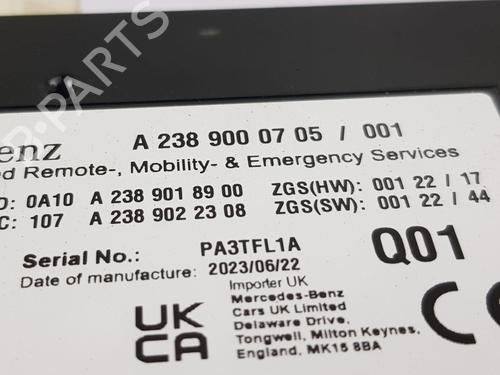 enz A 238 900 07 05 / 001
ed Remote-, Mobility- & Emergency Services
D: 0A10 A 238 901 89 00 ZGS(HW): 001 22 / 17
C: 107 A 238 902 23 08 ZGS(SW): 001 22 / 44
Serial No.: PA3TFL1A Q01
Date of manufacture: 2023/06/22
Importer UK
Mercedes-Benz
Cars UK Limited
Delaware Drive,
Tongwell, Milton Keynes,
England, MK15 8BA
UK
CA
CE
PARTS